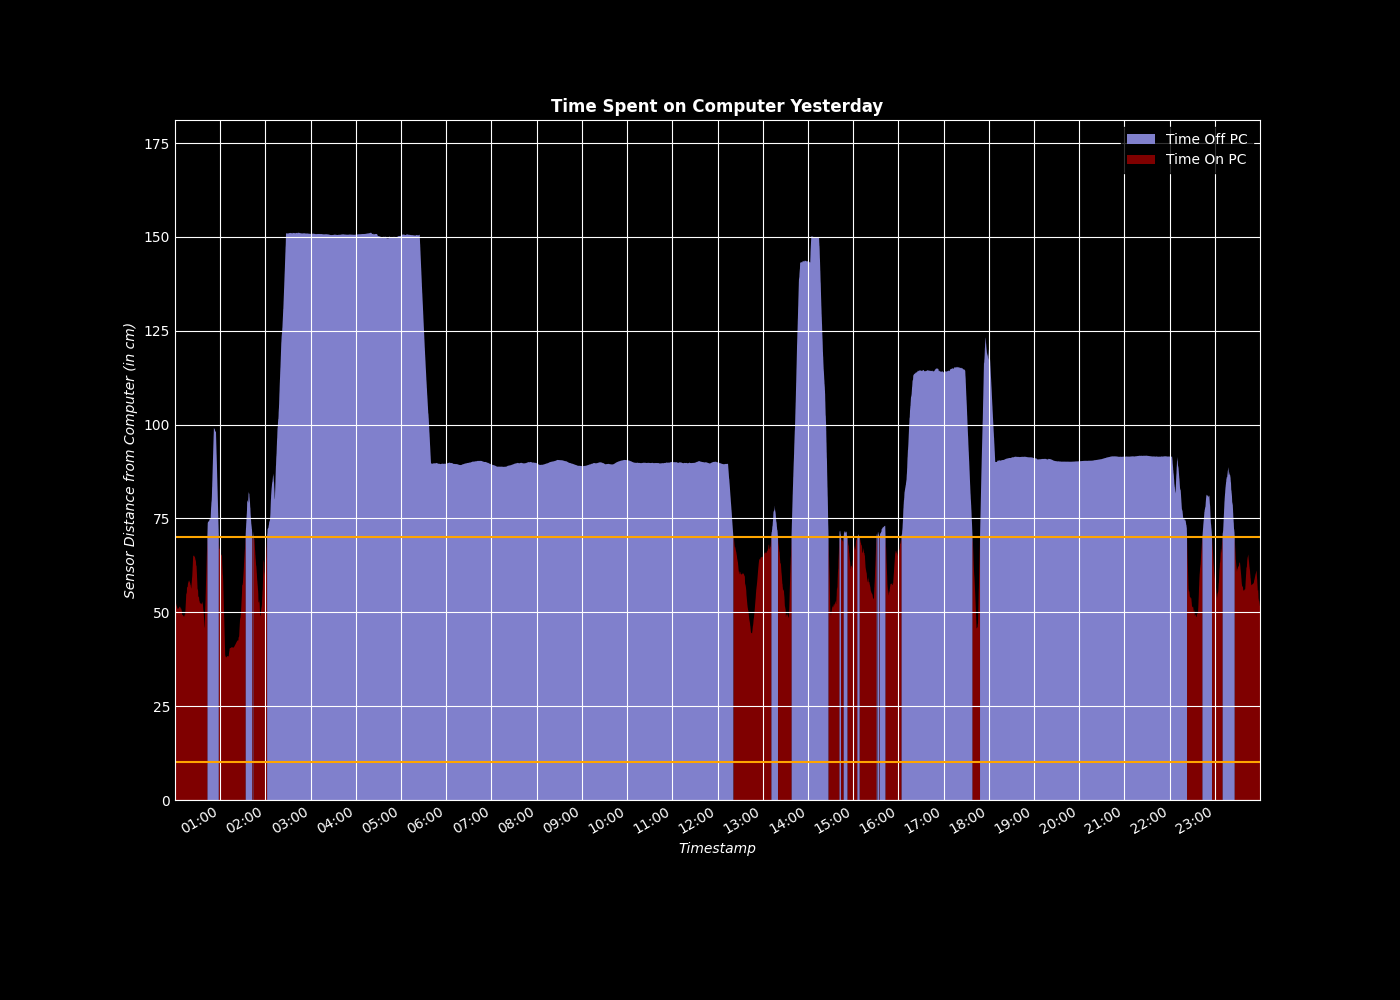 Time Spent on Computer Yesterday
Time Off PC
Time On PC
175
150
125
100
75
50
25
0
Sensor Distance from Computer (in cm)
01:00 02:00 03:00 04:00 05:00 06:00 07:00 08:00 09:00 10:00 11:00 12:00 13:00 14:00 15:00 16:00 17:00 18:00 19:00 20:00 21:00 22:00 23:00
Timestamp